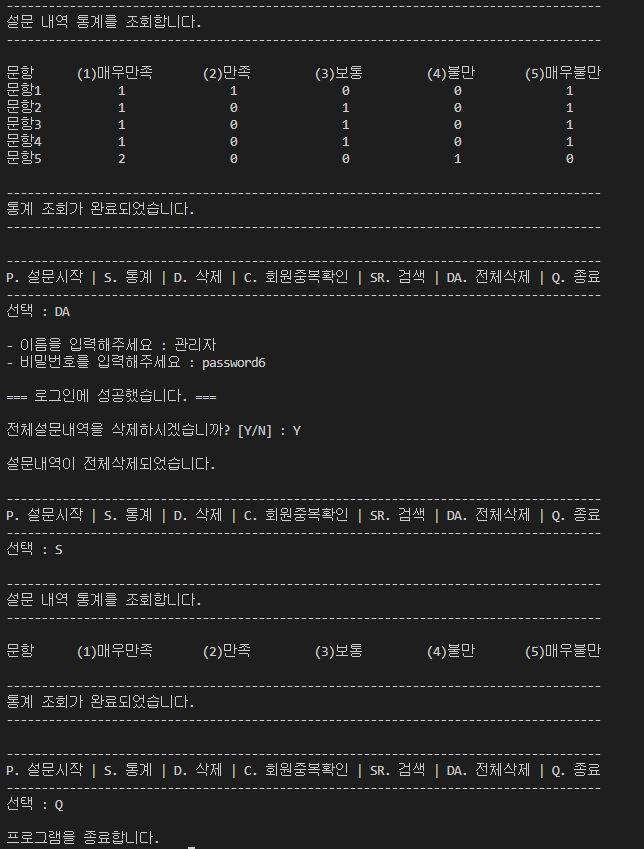 -------------------------------------------------------------------------------------
설문 내역 통계를 조회합니다.
-------------------------------------------------------------------------------------
문항 (1)매우만족 (2)만족 (3)보통 (4)불만 (5)매우불만
문항1 1 1 0 0 1
문항2 1 0 1 0 1
문항3 1 0 1 0 1
문항4 1 0 1 0 1
문항5 2 0 0 1 0
-------------------------------------------------------------------------------------
통계 조회가 완료되었습니다.
-------------------------------------------------------------------------------------
-------------------------------------------------------------------------------------
P. 설문시작 | S. 통계 | D. 삭제 | C. 회원중복확인 | SR. 검색 | DA. 전체삭제 | Q. 종료
-------------------------------------------------------------------------------------
선택 : DA
- 이름을 입력해주세요 : 관리자
- 비밀번호를 입력해주세요 : password6
=== 로그인에 성공했습니다. ===
전체설문내역을 삭제하시겠습니까? [Y/N] : Y
설문내역이 전체삭제되었습니다.
-------------------------------------------------------------------------------------
P. 설문시작 | S. 통계 | D. 삭제 | C. 회원중복확인 | SR. 검색 | DA. 전체삭제 | Q. 종료
-------------------------------------------------------------------------------------
선택 : S
-------------------------------------------------------------------------------------
설문 내역 통계를 조회합니다.
-------------------------------------------------------------------------------------
문항 (1)매우만족 (2)만족 (3)보통 (4)불만 (5)매우불만
-------------------------------------------------------------------------------------
통계 조회가 완료되었습니다.
-------------------------------------------------------------------------------------
-------------------------------------------------------------------------------------
P. 설문시작 | S. 통계 | D. 삭제 | C. 회원중복확인 | SR. 검색 | DA. 전체삭제 | Q. 종료
-------------------------------------------------------------------------------------
선택 : Q
프로그램을 종료합니다.